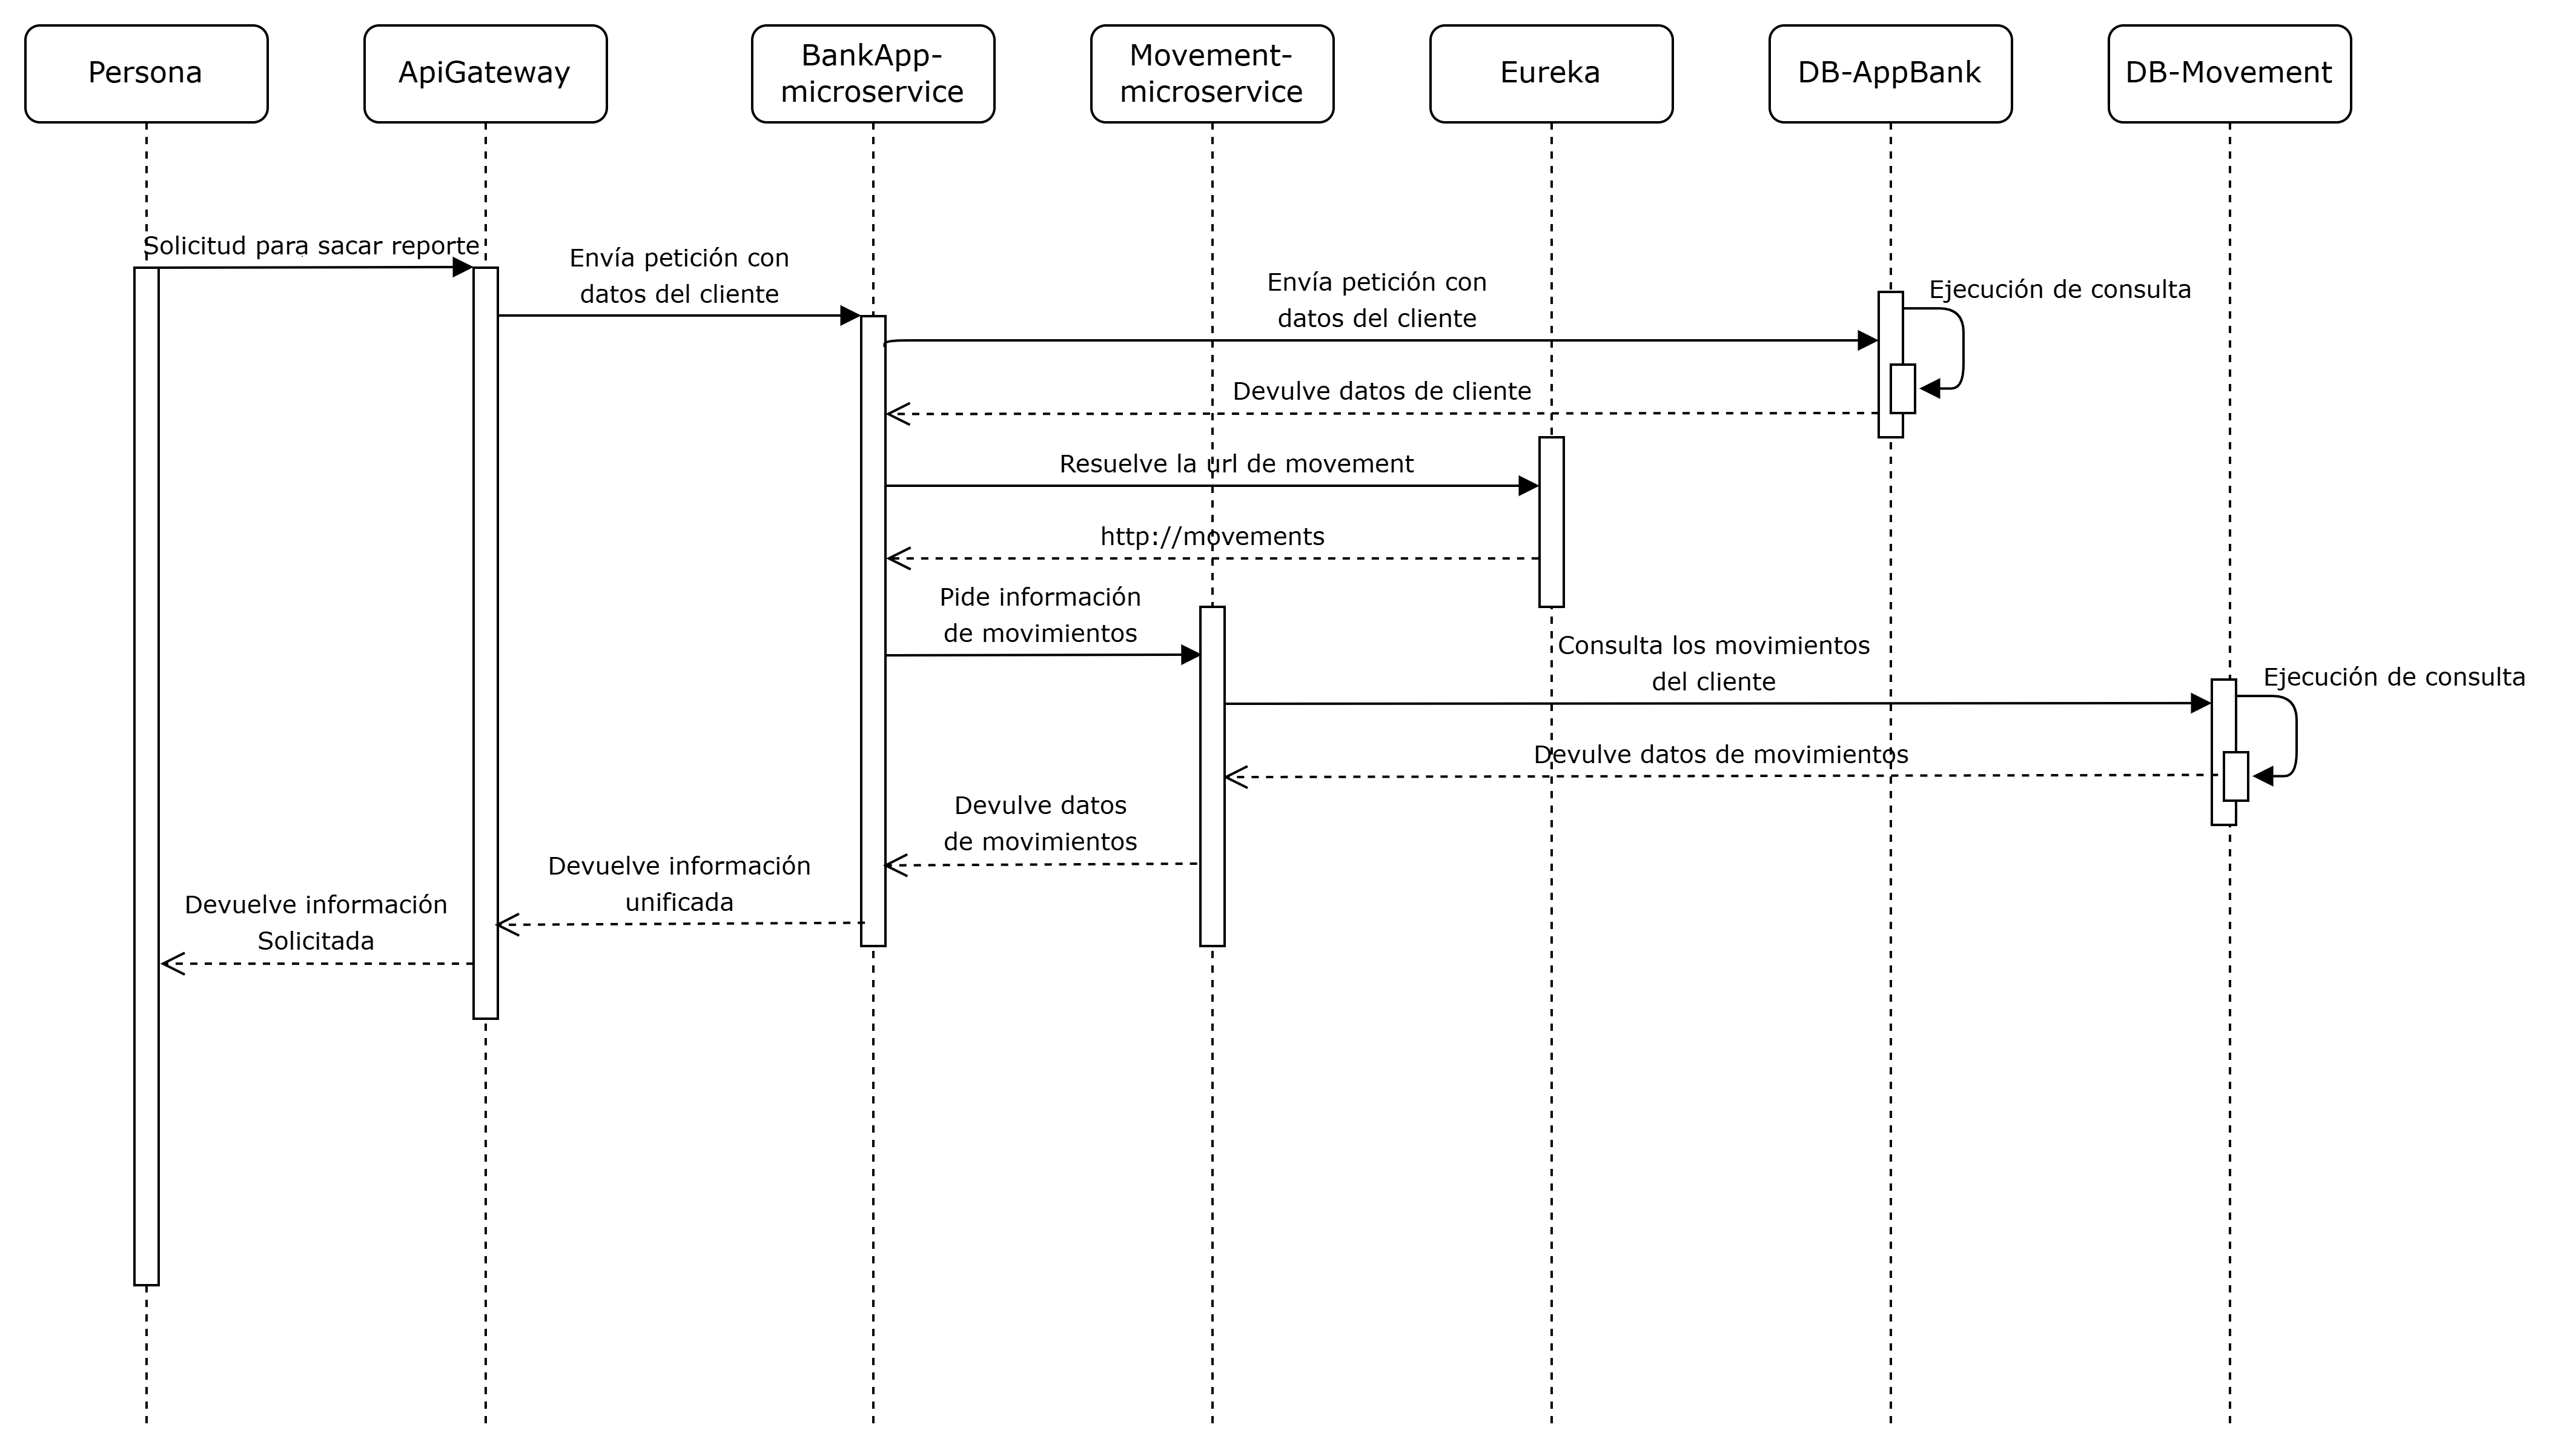 Persona
ApiGateway
BankApp-
microservice
Movement-
microservice
Eureka
DB-AppBank
DB-Movement
Solicitud para sacar reporte
Envía petición con
datos del cliente
Envía petición con
datos del cliente
Ejecución de consulta
Devulve datos de cliente
Resuelve la url de movement
http://movements
Pide información
de movimientos
Consulta los movimientos
del cliente
Ejecución de consulta
Devulve datos de movimientos
Devulve datos
de movimientos
Devuelve información
unificada
Devuelve información
Solicitada